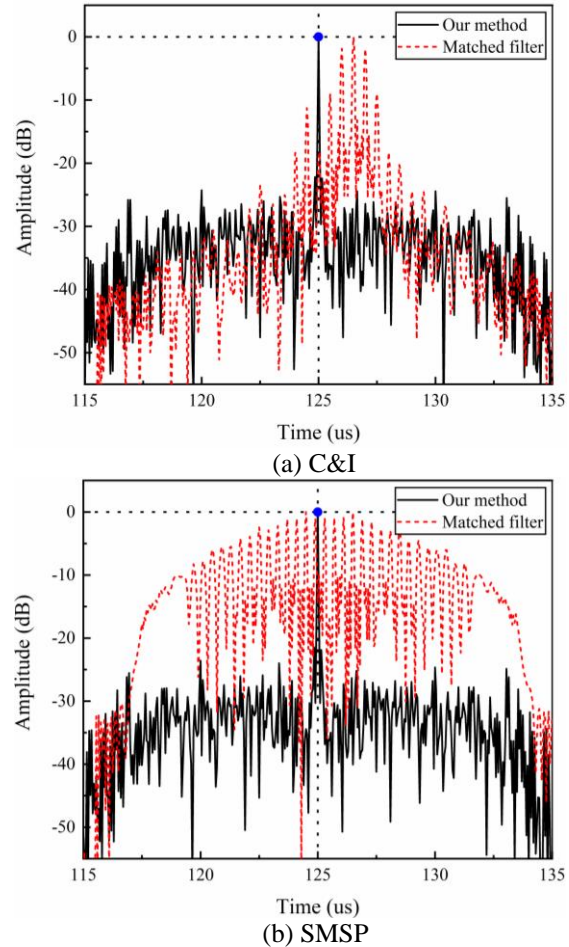 Our method
Matched filter
0
-10
-20
-30
-40
-50
Amplitude (dB)
115
120
125
130
135
Time (us)
(a) C&I
Our method
Matched filter
0
-10
-20
-30
-40
-50
Amplitude (dB)
115
120
125
130
135
Time (us)
(b) SMSP